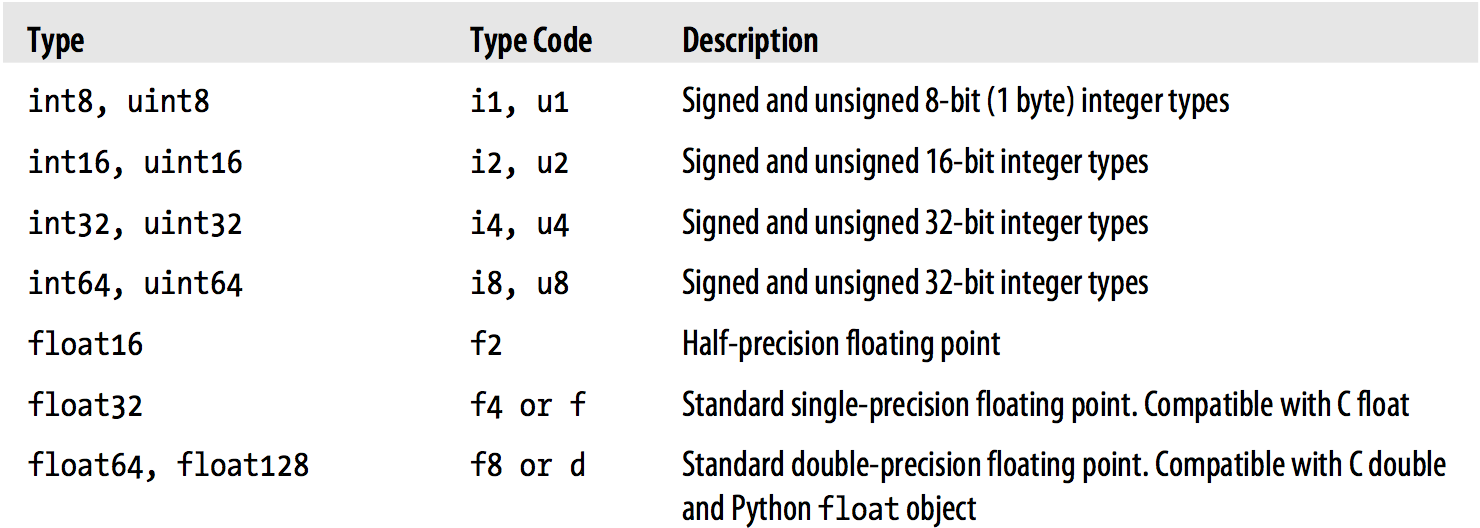 Type Type Code Description
int8, uint8 i1, u1 Signed and unsigned 8-bit (1 byte) integer types
int16, uint16 i2, u2 Signed and unsigned 16-bit integer types
int32, uint32 i4, u4 Signed and unsigned 32-bit integer types
int64, uint64 i8, u8 Signed and unsigned 32-bit integer types
float16 f2 Half-precision floating point
float32 f4 or f Standard single-precision floating point. Compatible with C float
float64, float128 f8 or d Standard double-precision floating point. Compatible with C double
and Python float object